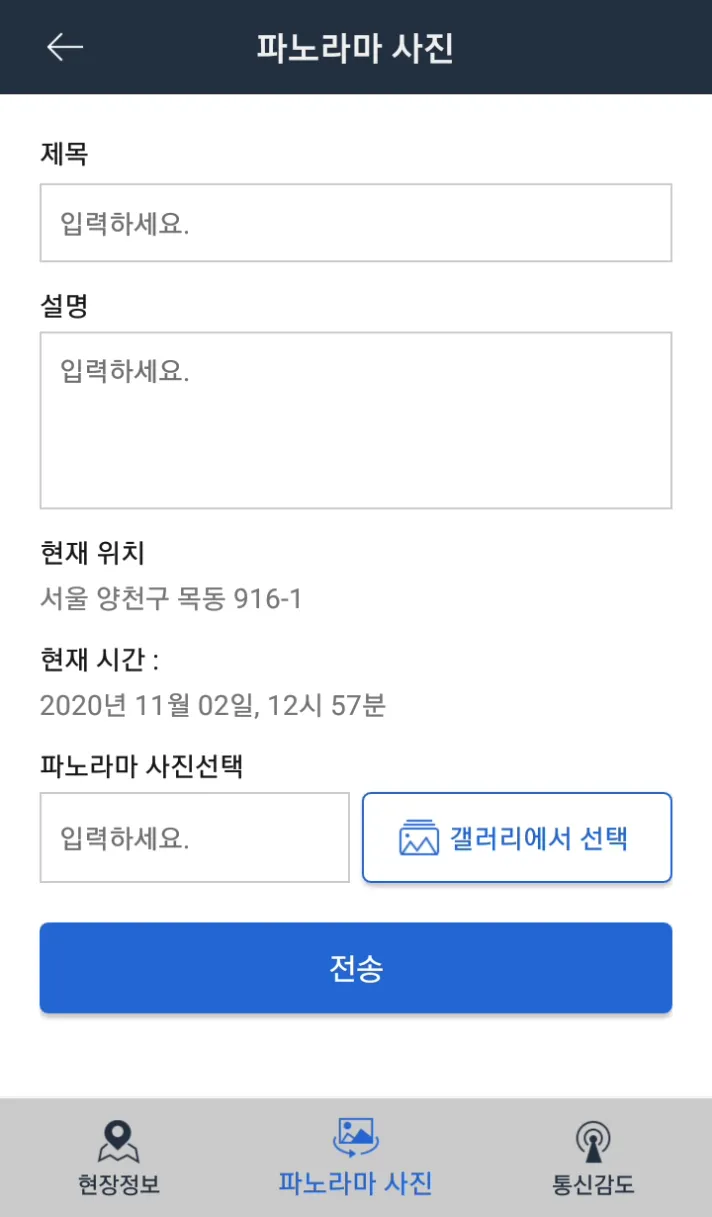 파노라마 사진
제목
입력하세요.
설명
입력하세요.
현재 위치
서울 양천구 목동 916-1
현재 시간 :
2020년 11월 02일, 12시 57분
파노라마 사진선택
입력하세요.
갤러리에서 선택
전송
현장정보
파노라마 사진
통신감도